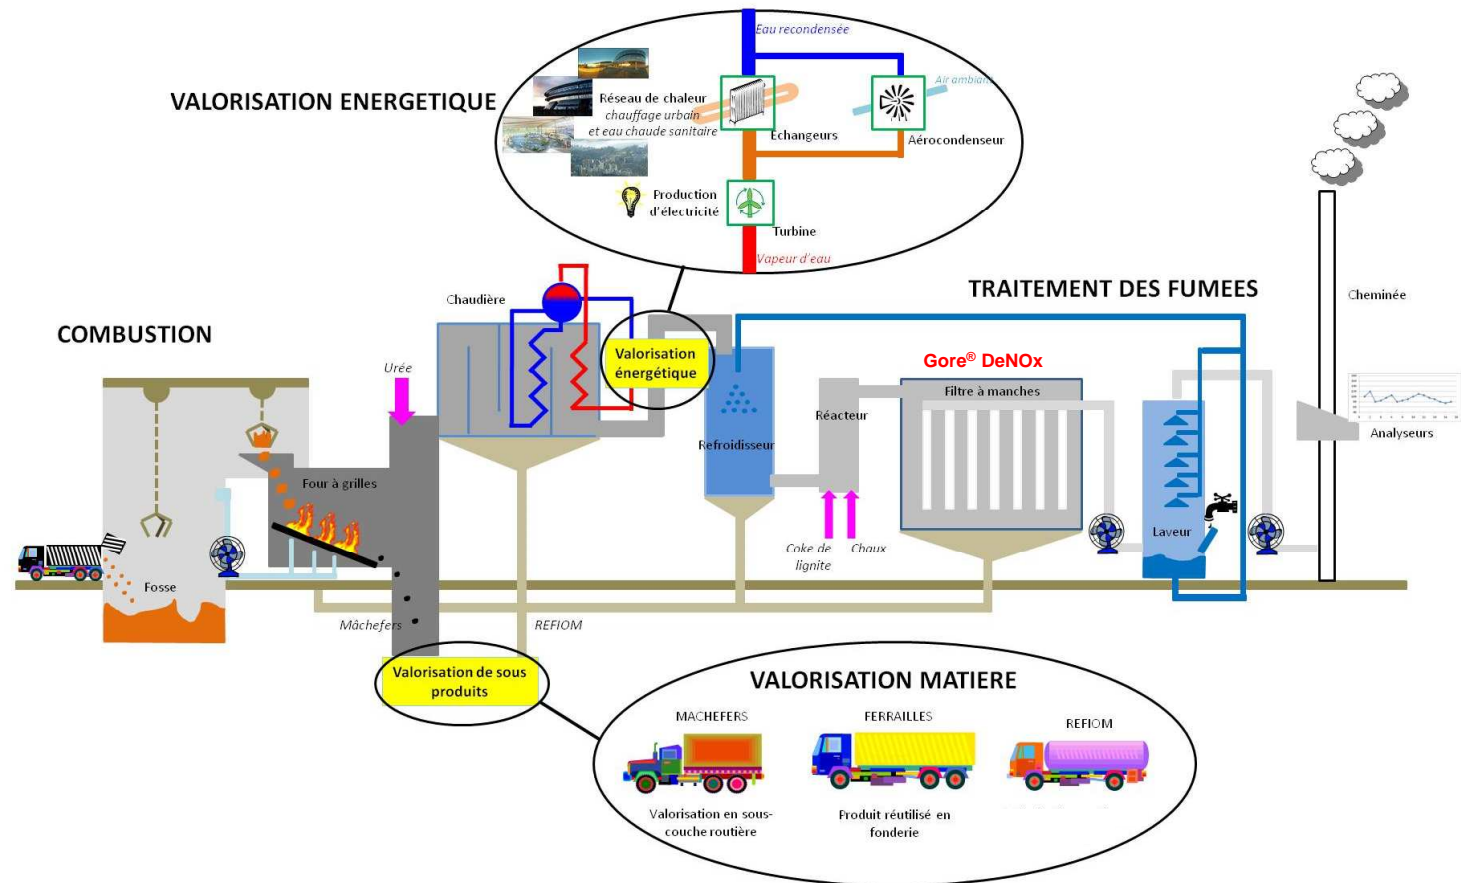 Eau recondensée
VALORISATION ENERGETIQUE
Réseau de chaleur
chauffage urbain
et eau chaude sanitaire
Echangeurs
Air ambiant
Aérocondenseur
Production
d'électricité
Turbine
Vapeur d'eau
COMBUSTION
Chaudière
Valorisation
énergétique
TRAITEMENT DES FUMEES
Cheminée
Urée
Gore® DeNOx
Filtre à manches
Réacteur
Refroidisseur
Analyseurs
Four à grilles
Laveur
Coke de
lignite
Chaux
Fosse
Mâchefers
REFIOM
Valorisation de sous
produits
VALORISATION MATIERE
MACHEFERS
FERRAILLES
REFIOM
Valorisation en sous-
couche routière
Produit réutilisé en
fonderie